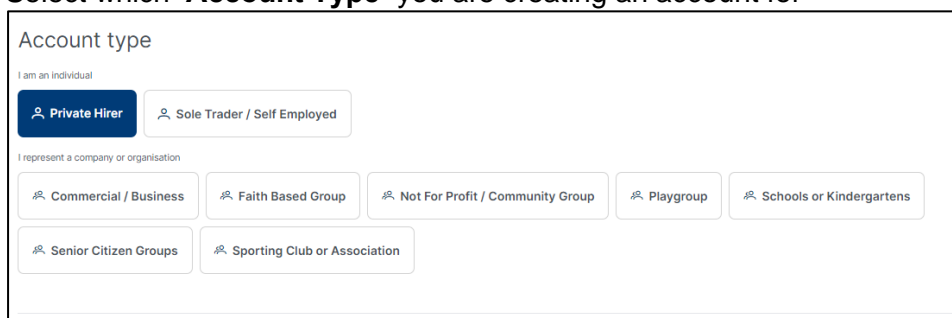 Select which 'Account Type' you are creating an account for
Account type
I am an individual
Private Hirer Sole Trader / Self Employed
I represent a company or organisation
Commercial / Business Faith Based Group Not For Profit / Community Group Playgroup Schools or Kindergartens
Senior Citizen Groups Sporting Club or Association